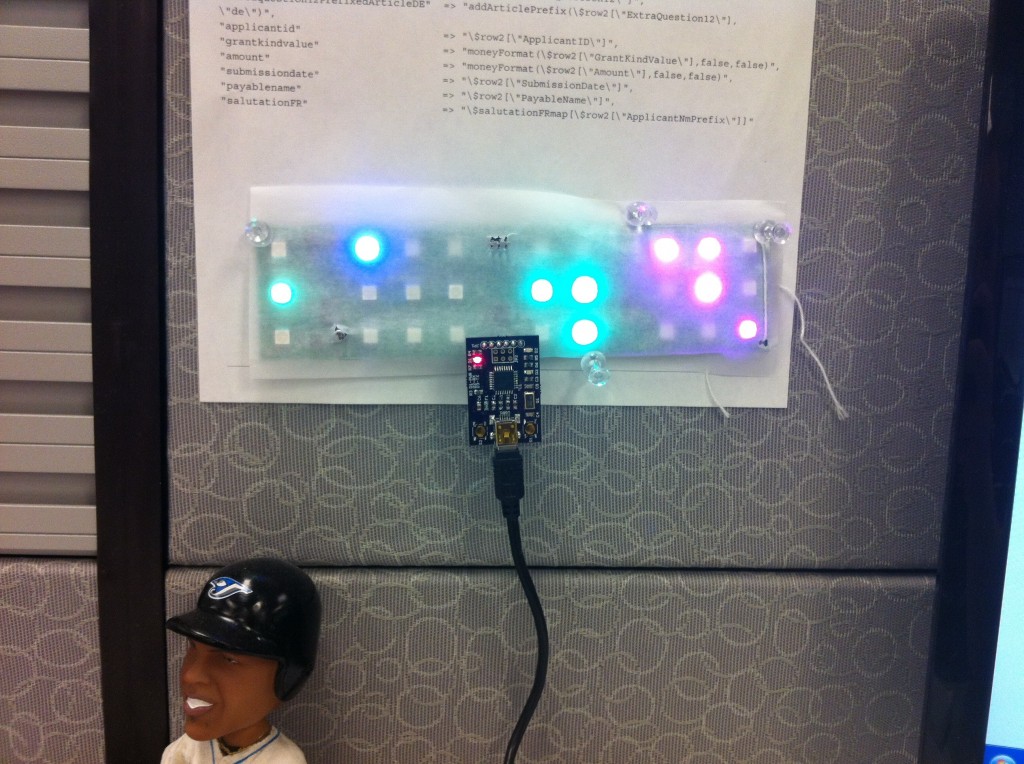 => "addArticlePrefix(\$row2[\"ExtraQuestion12\"],
\"de\")",
"applicantid" => "\$row2[\"ApplicantID\"]",
"grantkindvalue" => "moneyFormat(\$row2[\"GrantKindValue\"],false,false)",
"amount" => "moneyFormat(\$row2[\"Amount\"],false,false)",
"submissiondate" => "\$row2[\"SubmissionDate\"]",
"payablename" => "\$row2[\"PayableName\"]",
"salutationFR" => "\$salutationFRmap[\$row2[\"ApplicantNmPrefix\"]]"